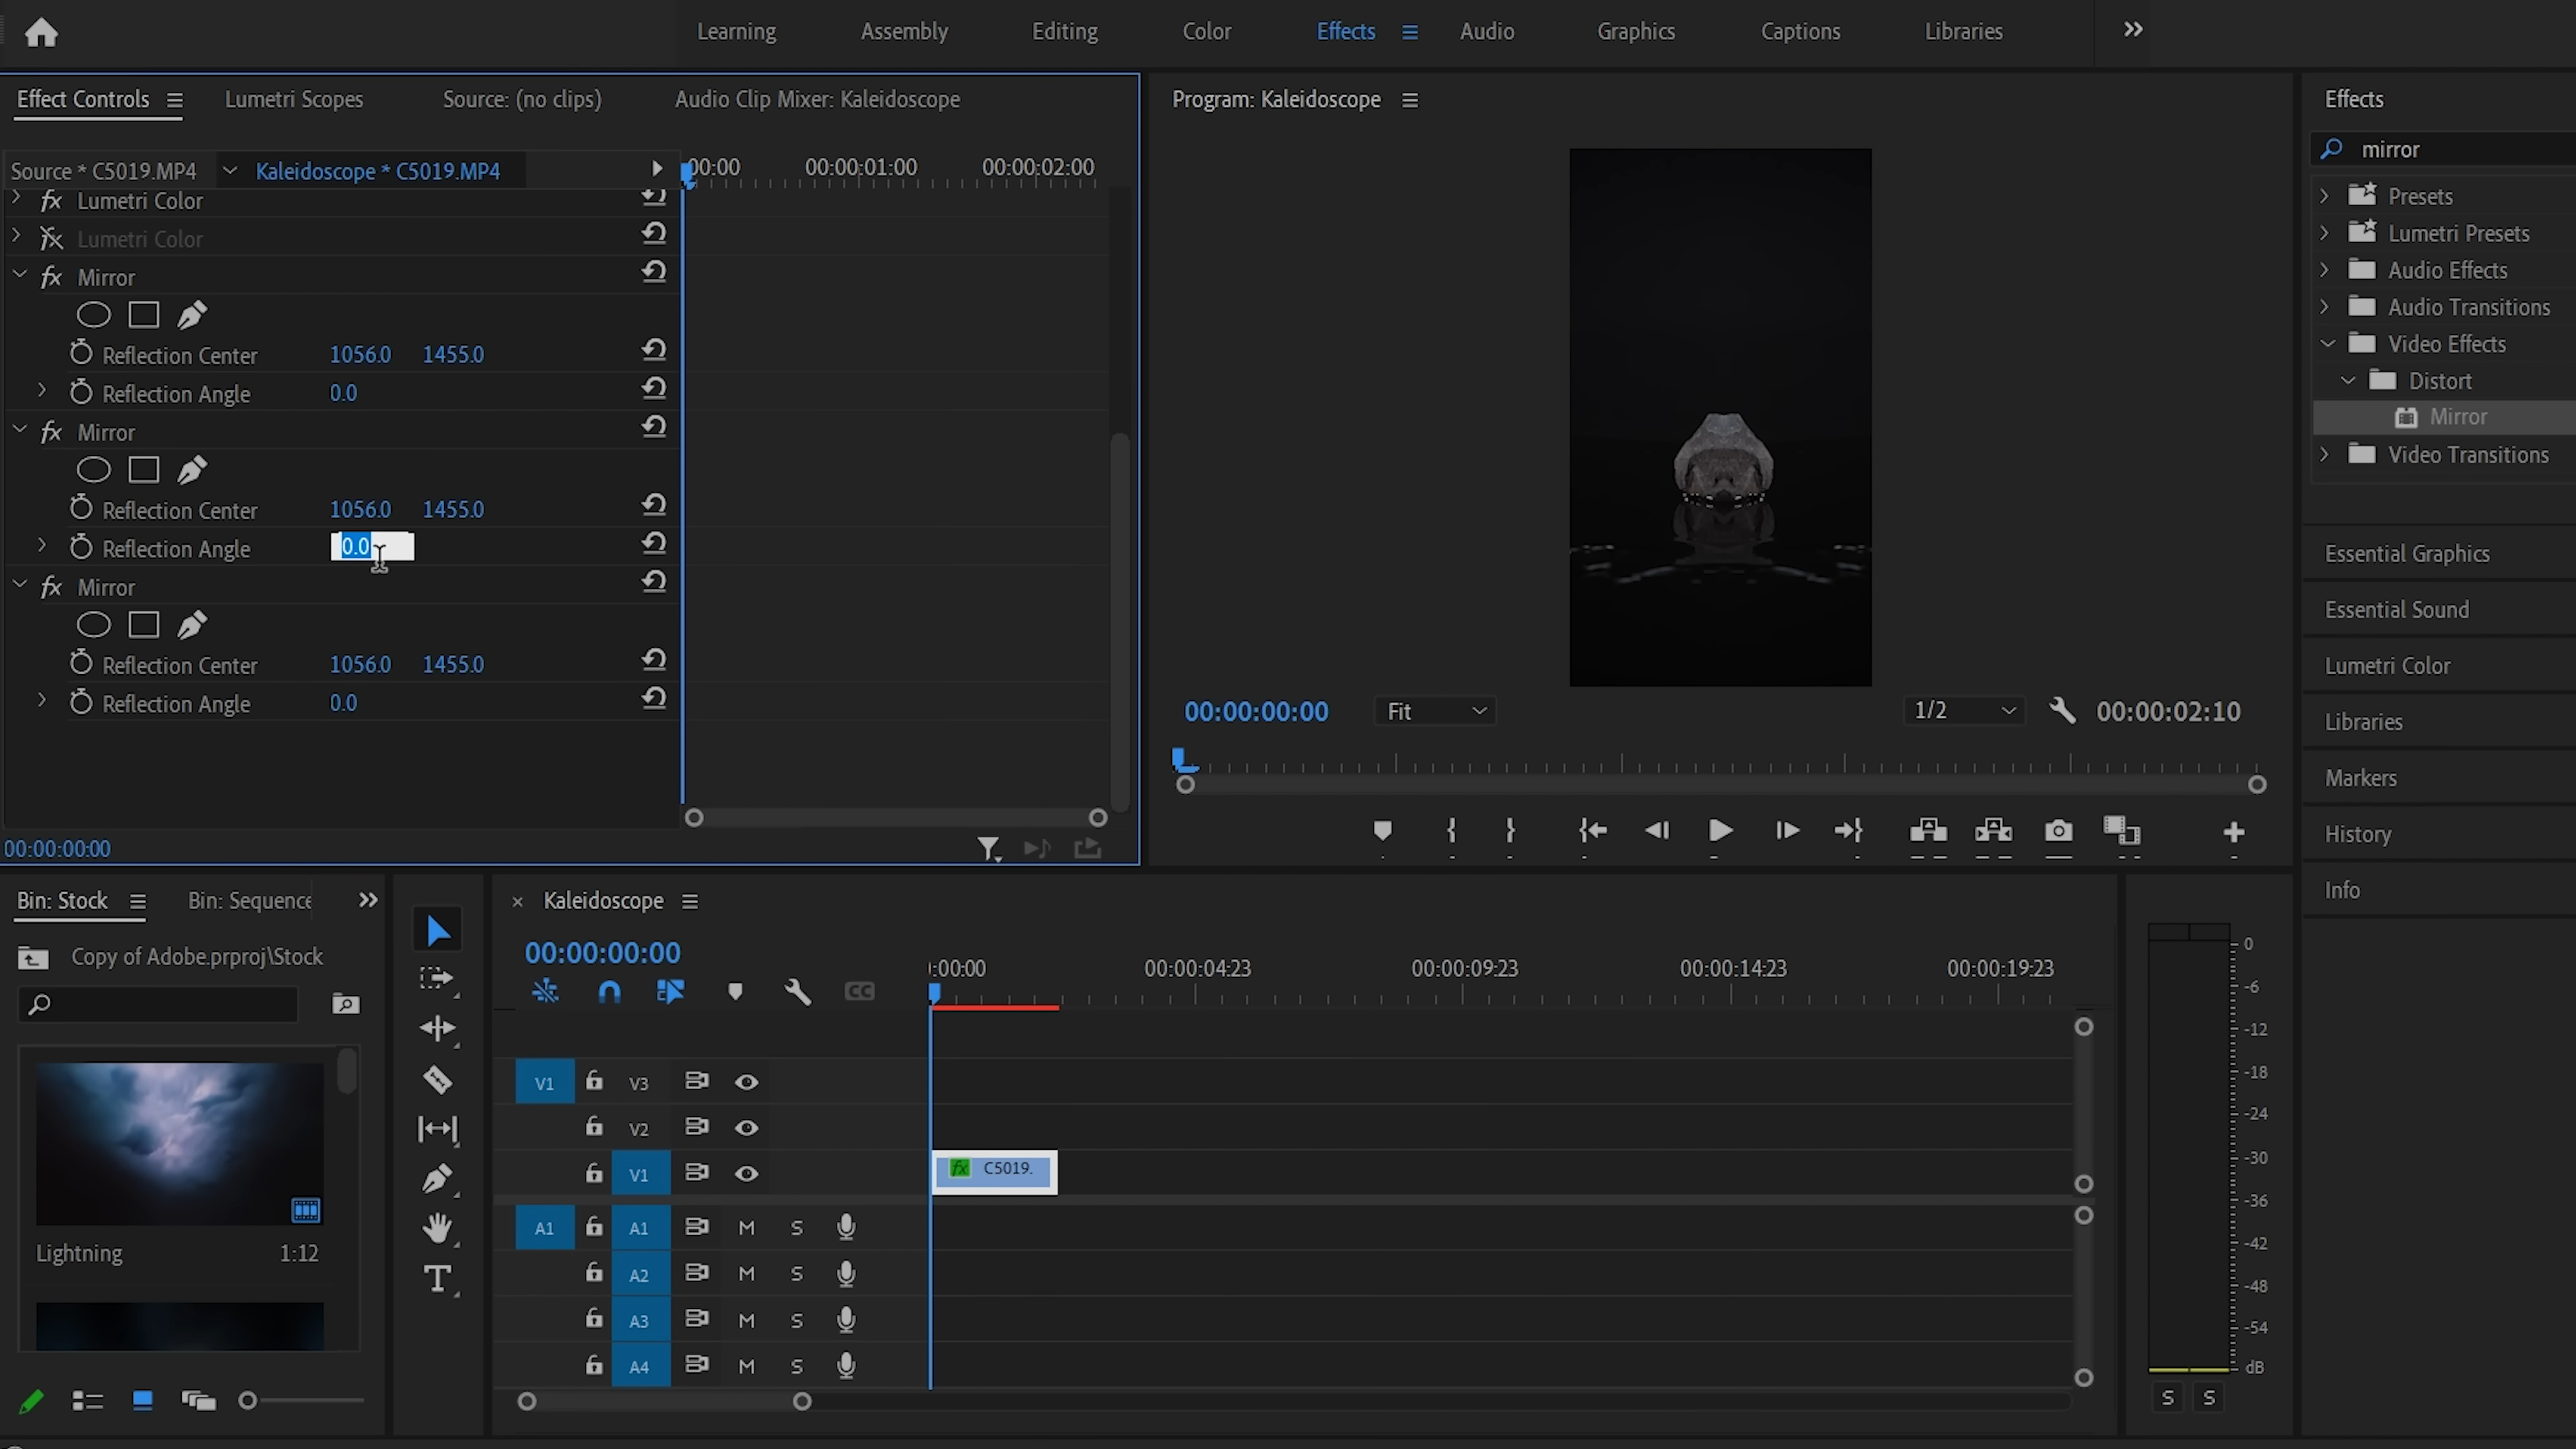 Learning Assembly Editing Color Effects Audio Graphics Captions Libraries
Effect Controls Lumetri Scopes Source: (no clips) Audio Clip Mixer: Kaleidoscope
Source * C5019.MP4 Kaleidoscope * C5019.MP4
00:00 00:00:01:00 00:00:02:00
fx Lumetri Color
fx Lumetri Color
fx Mirror
Reflection Center 1056.0 1455.0
Reflection Angle 0.0
fx Mirror
Reflection Center 1056.0 1455.0
Reflection Angle 0.0
fx Mirror
Reflection Center 1056.0 1455.0
Reflection Angle 0.0
00:00:00:00
Program: Kaleidoscope
00:00:00:00 Fit 1/2 00:00:02:10
Effects
mirror
Presets
Lumetri Presets
Audio Effects
Audio Transitions
Video Effects
Distort
Mirror
Video Transitions
Essential Graphics
Essential Sound
Lumetri Color
Libraries
Markers
History
Info
Bin: Stock Bin: Sequence
Copy of Adobe.prproj\Stock
Lightning 1:12
Kaleidoscope
00:00:00:00
:00:00 00:00:04:23 00:00:09:23 00:00:14:23 00:00:19:23
CC
V1 V3
V2
V1
fx C5019.
A1 A1 M S
A2 M S
A3 M S
A4 M S
0
-6
-12
-18
-24
-30
-36
-42
-48
-54
dB
S S